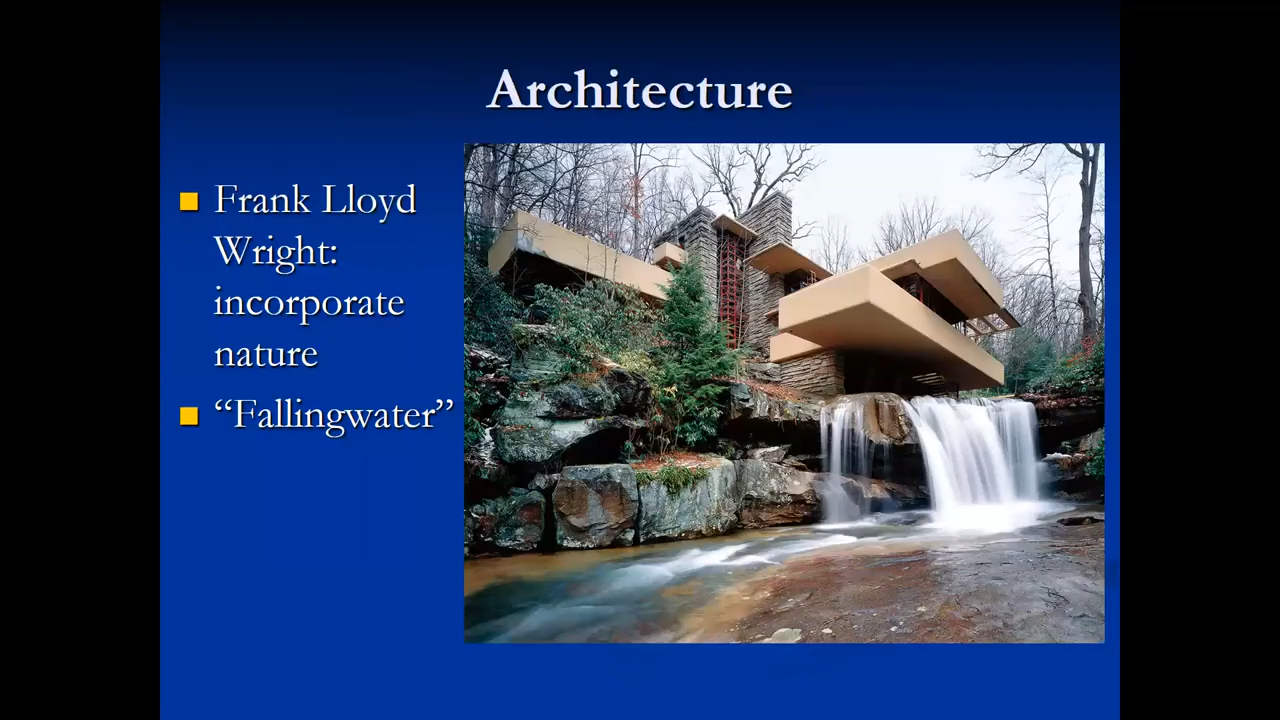 Architecture
Frank Lloyd
Wright:
incorporate
nature
“Fallingwater”